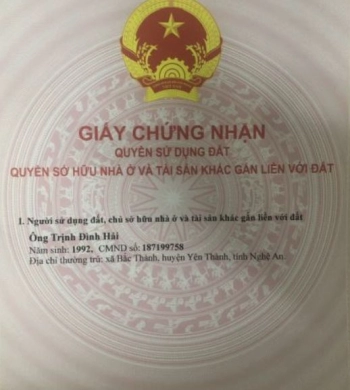 GIẤY CHỨNG NHẬN
QUYỀN SỬ DỤNG ĐẤT
QUYỀN SỞ HỮU NHÀ Ở VÀ TÀI SẢN KHÁC GẮN LIỀN VỚI ĐẤT
I. Người sử dụng đất, chủ sở hữu nhà ở và tài sản khác gắn liền với đất
Ông Trịnh Đình Hải
Năm sinh: 1992, CMND số: 187199758
Địa chỉ thường trú: xã Bắc Thành, huyện Yên Thành, tỉnh Nghệ An.